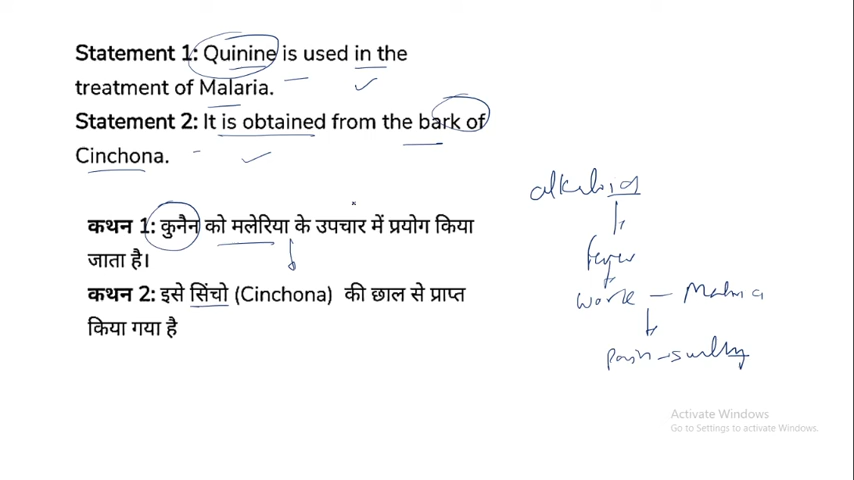 Statement 1: Quinine is used in the
treatment of Malaria.
Statement 2: It is obtained from the bark of
Cinchona.
कथन 1: कुनैन को मलेरिया के उपचार में प्रयोग किया
जाता है।
कथन 2: इसे सिंचो (Cinchona) की छाल से प्राप्त
किया गया है
fever
work —
pain
Activate Windows
Go to Settings to activate Windows.